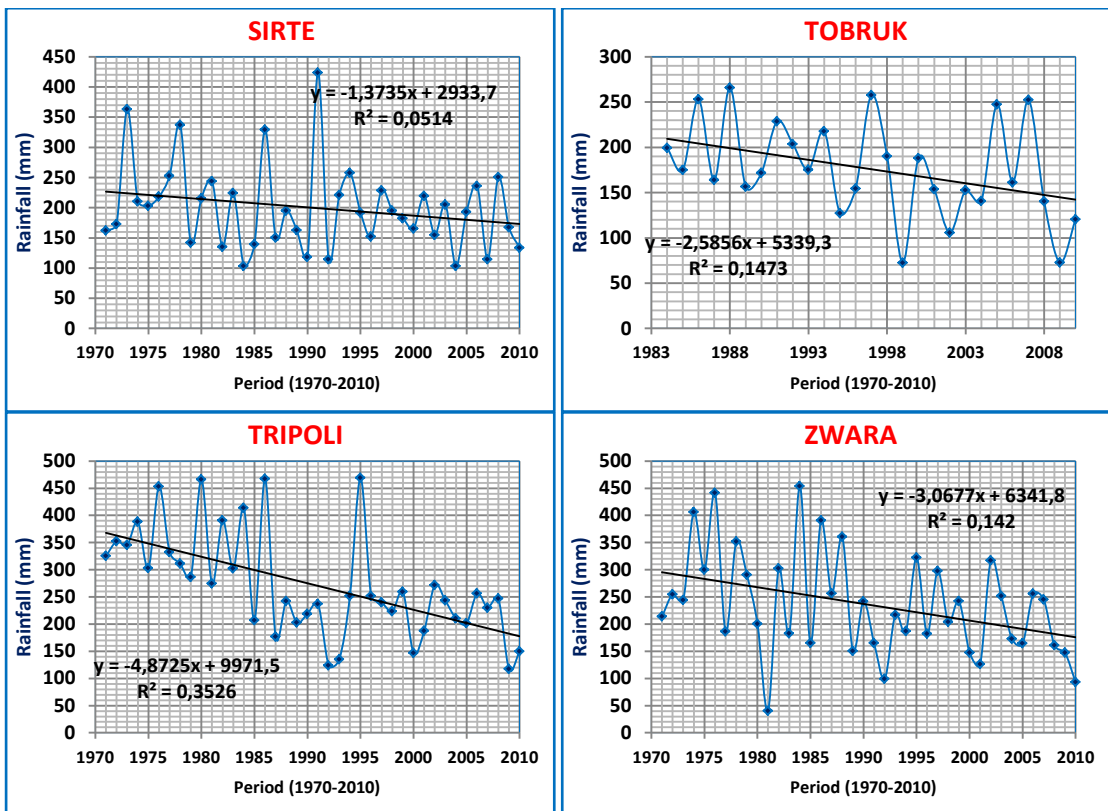 SIRTE
450
400
350
300
250
200
150
100
50
0
Rainfall (mm)
y = -1,3735x + 2933,7
R² = 0,0514
1970 1975 1980 1985 1990 1995 2000 2005 2010
Period (1970-2010)
TOBRUK
300
250
200
150
100
50
0
Rainfall (mm)
y = -2,5856x + 5339,3
R² = 0,1473
1983 1988 1993 1998 2003 2008
Period (1970-2010)
TRIPOLI
500
450
400
350
300
250
200
150
100
50
0
Rainfall (mm)
y = -4,8725x + 9971,5
R² = 0,3526
1970 1975 1980 1985 1990 1995 2000 2005 2010
Period (1970-2010)
ZWARA
500
450
400
350
300
250
200
150
100
50
0
Rainfall (mm)
y = -3,0677x + 6341,8
R² = 0,142
1970 1975 1980 1985 1990 1995 2000 2005 2010
Period (1970-2010)